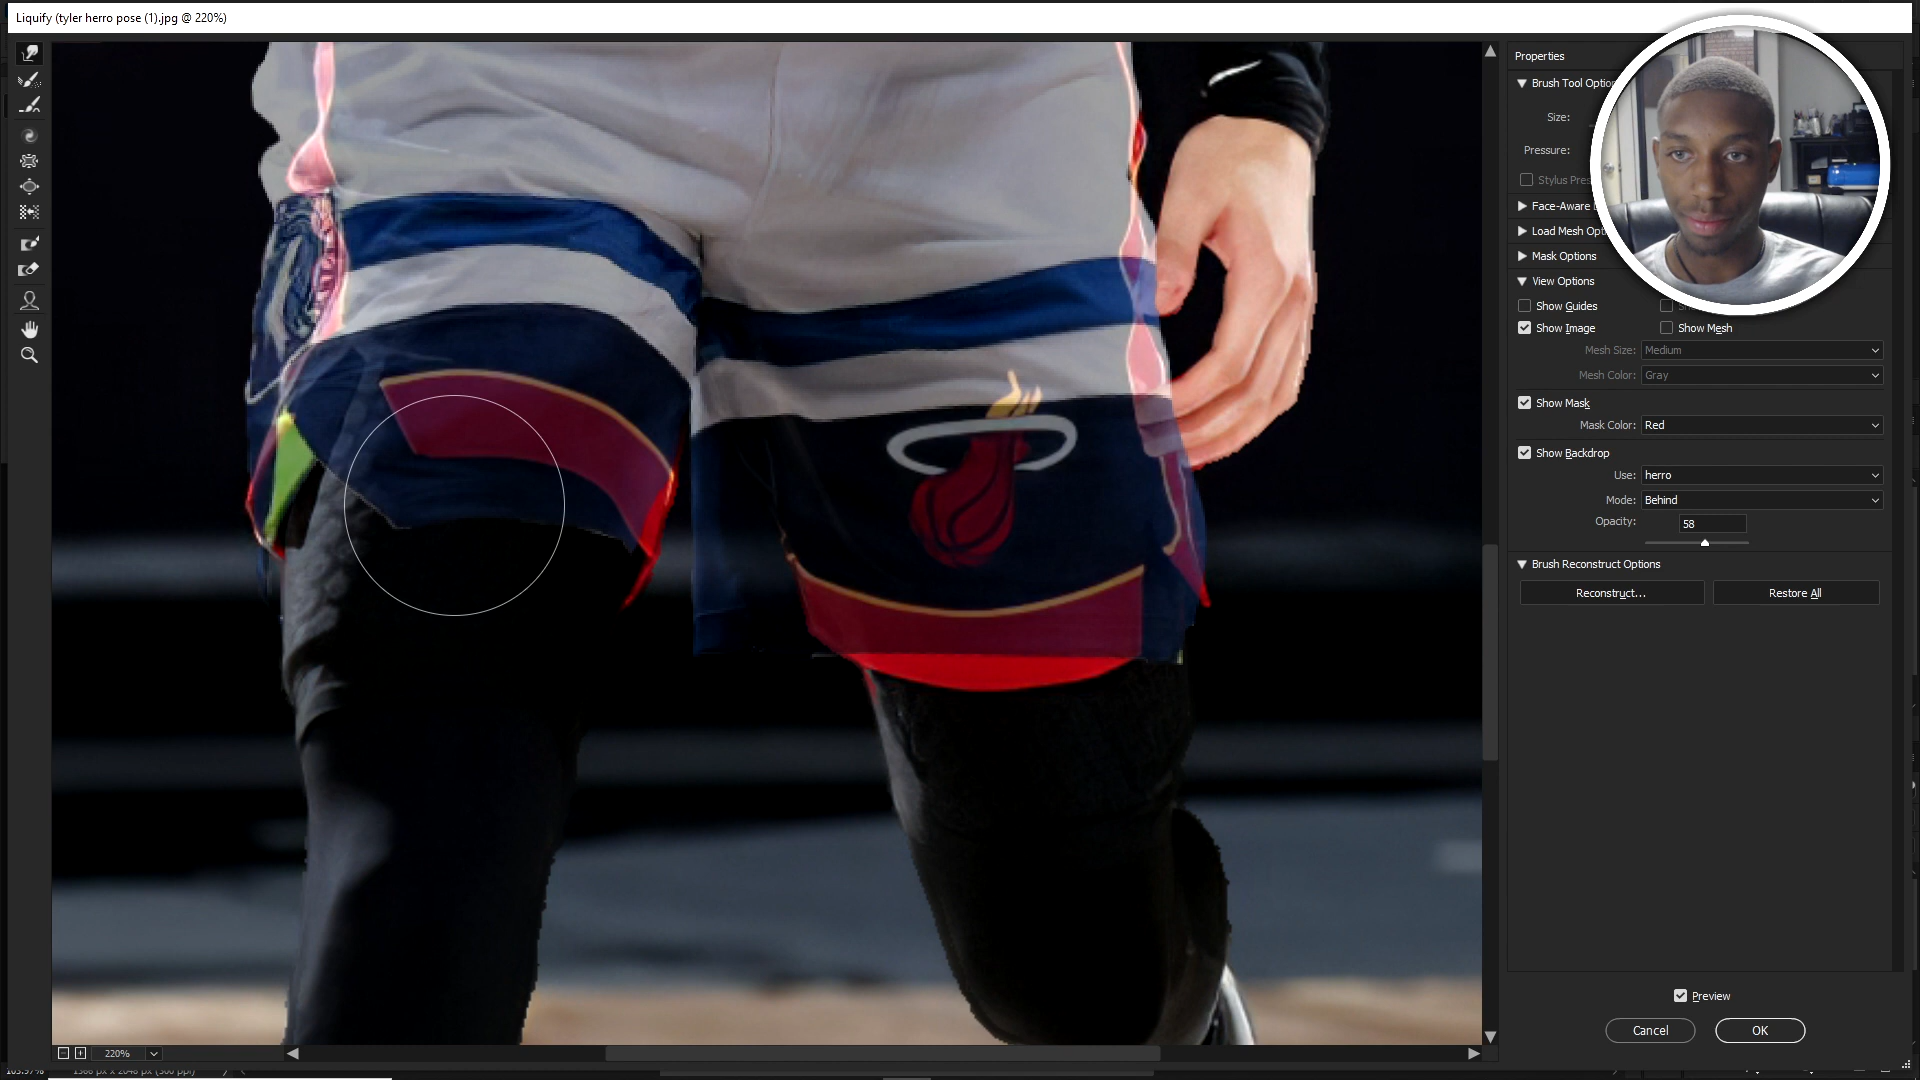 Liquify (tyler herro pose (1).jpg @ 220%)
Properties
Brush Tool Optio
Size:
Pressure:
Stylus Pres
Face-Aware
Load Mesh Opti
Mask Options
View Options
Show Guides
Show Image
Show Mesh
Mesh Size: Medium
Mesh Color: Gray
Show Mask
Mask Color: Red
Show Backdrop
Use: herro
Mode: Behind
Opacity: 58
Brush Reconstruct Options
Reconstruct...
Restore All
Preview
Cancel
OK
220%